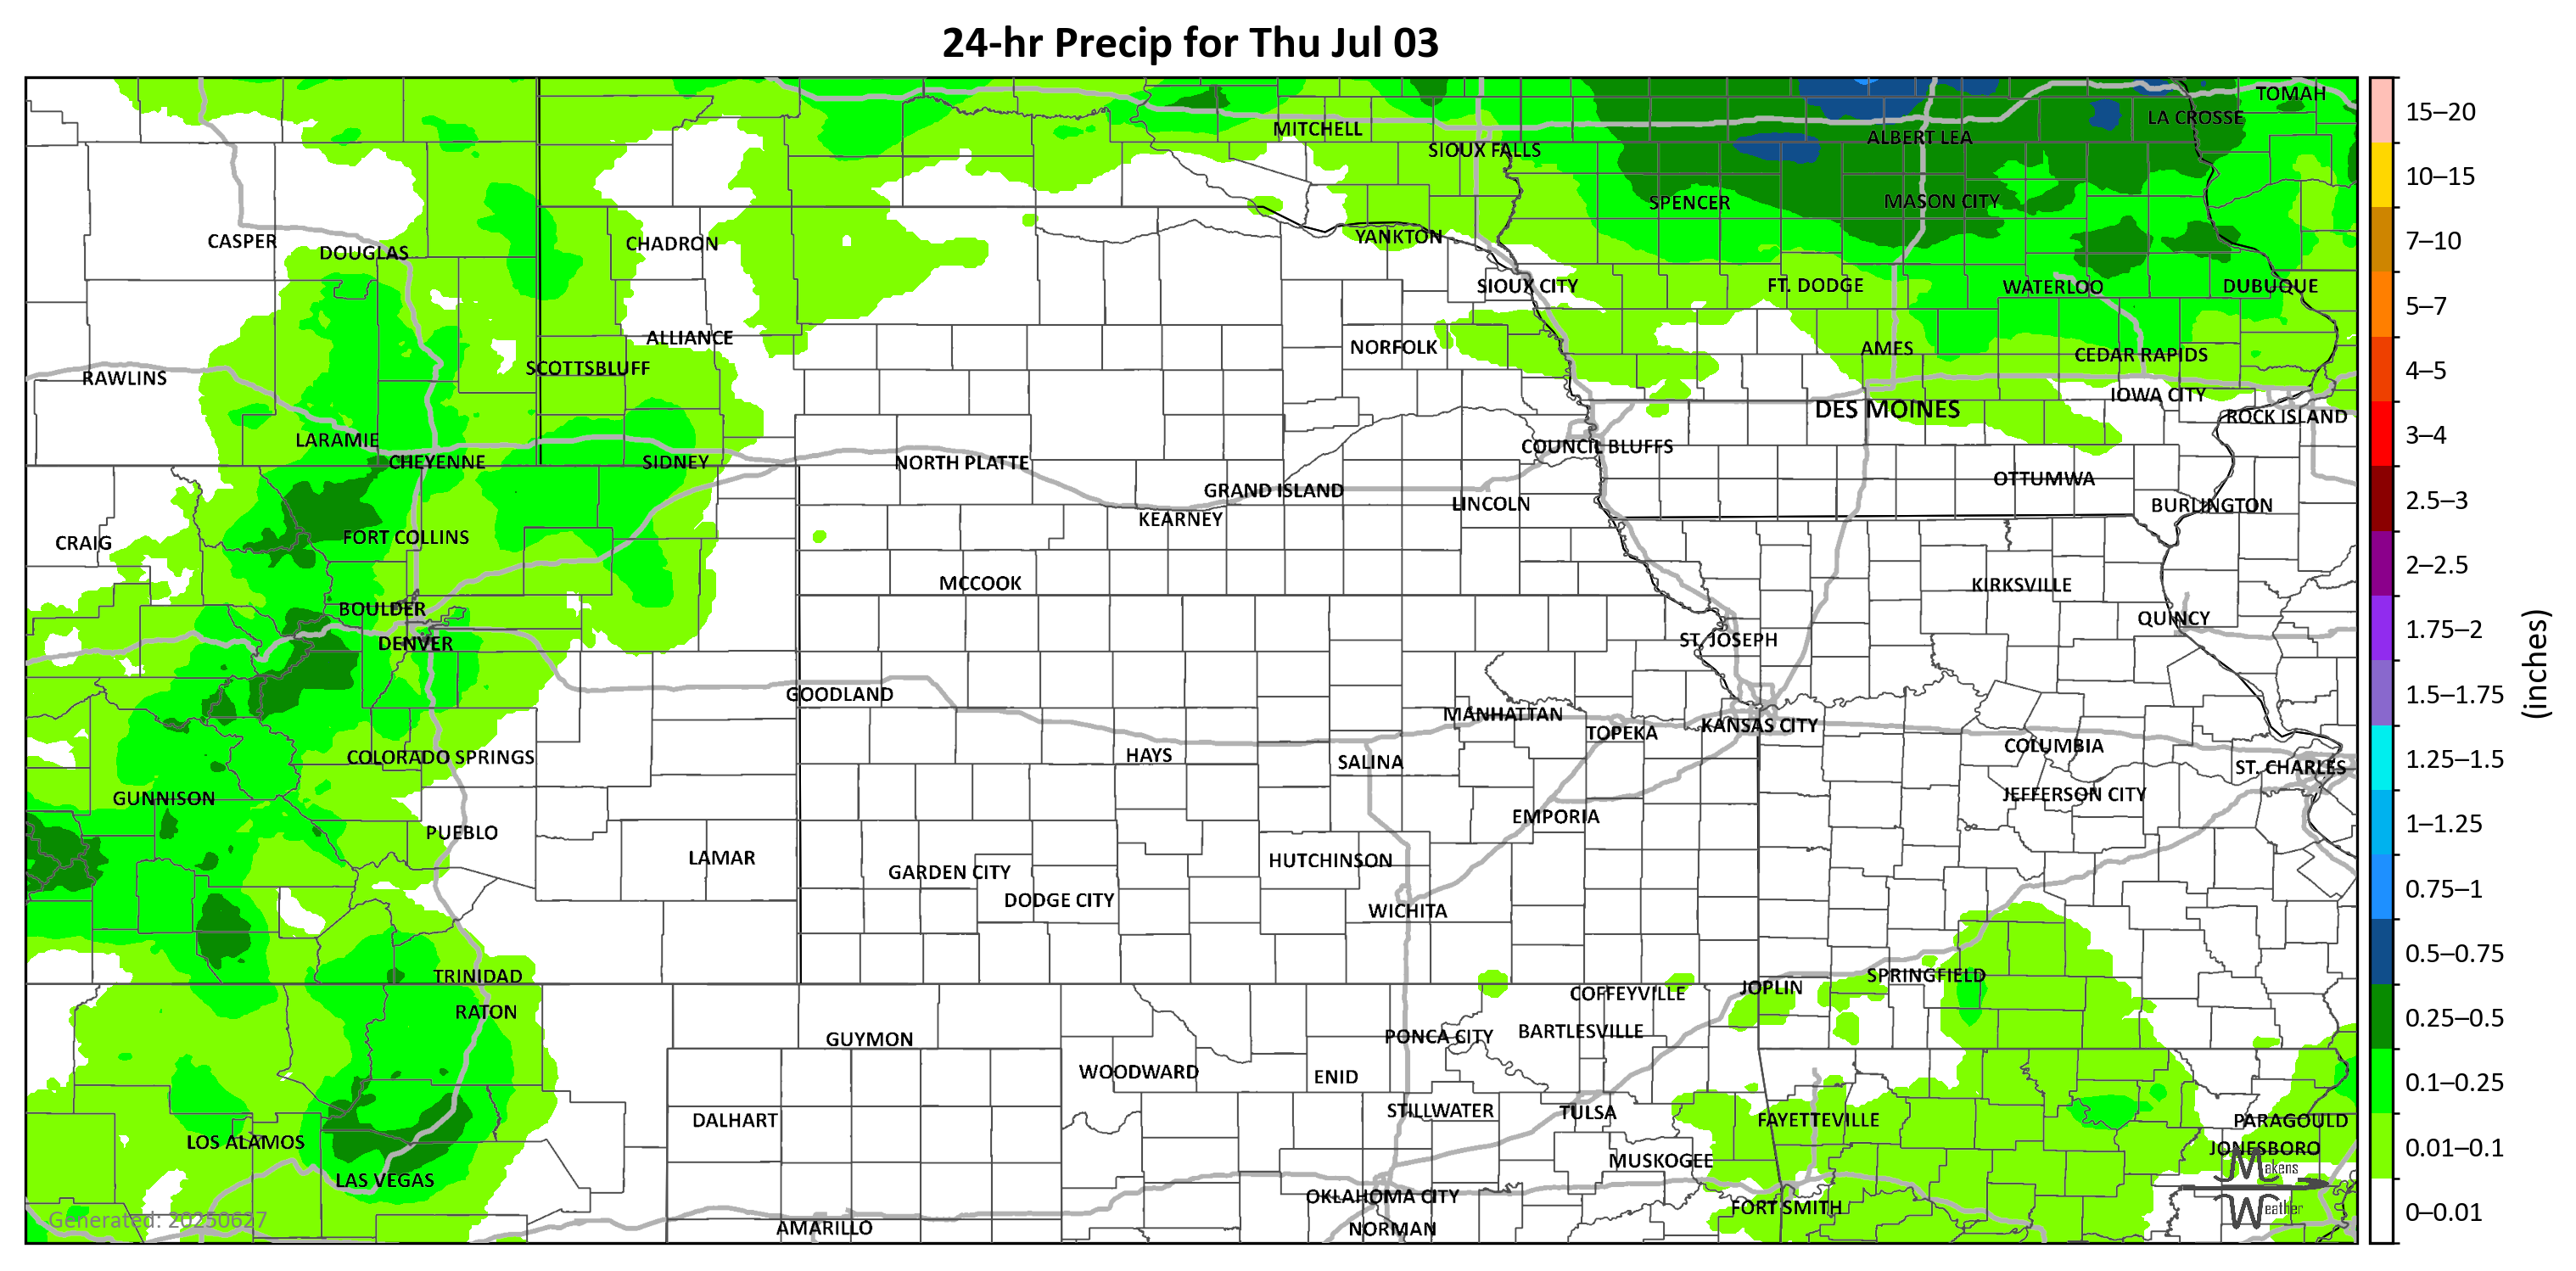 24-hr Precip for Thu Jul 03
TOMAH
15–20
LA CROSSE
MITCHELL
ALBERT LEA
SIOUX FALLS
10–15
SPENCER
MASON CITY
YANKTON
CASPER
CHADRON
7–10
DOUGLAS
SIOUX CITY
FT. DODGE
WATERLOO
DUBUQUE
5–7
ALLIANCE
NORFOLK
AMES
CEDAR RAPIDS
SCOTTSBLUFF
4–5
RAWLINS
IOWA CITY
DES MOINES
ROCK ISLAND
3–4
LARAMIE
COUNCIL BLUFFS
CHEYENNE
SIDNEY
NORTH PLATTE
OTTUMWA
GRAND ISLAND
LINCOLN
BURLINGTON
2.5–3
KEARNEY
FORT COLLINS
CRAIG
2–2.5
MCCOOK
KIRKSVILLE
BOULDER
QUINCY
1.75–2
DENVER
ST. JOSEPH
(inches)
GOODLAND
1.5–1.75
MANHATTAN
KANSAS CITY
TOPEKA
COLORADO SPRINGS
HAYS
SALINA
COLUMBIA
ST. CHARLES
1.25–1.5
GUNNISON
JEFFERSON CITY
EMPORIA
PUEBLO
1–1.25
LAMAR
HUTCHINSON
GARDEN CITY
DODGE CITY
0.75–1
WICHITA
0.5–0.75
TRINIDAD
SPRINGFIELD
JOPLIN
COFFEYVILLE
RATON
0.25–0.5
GUYMON
PONCA CITY
BARTLESVILLE
WOODWARD
ENID
0.1–0.25
STILLWATER
TULSA
DALHART
FAYETTEVILLE
PARAGOULD
LOS ALAMOS
JONESBORO
0.01–0.1
MUSKOGEE
Makens
LAS VEGAS
OKLAHOMA CITY
FORT SMITH
Weather
0–0.01
Generated: 20250627
AMARILLO
NORMAN